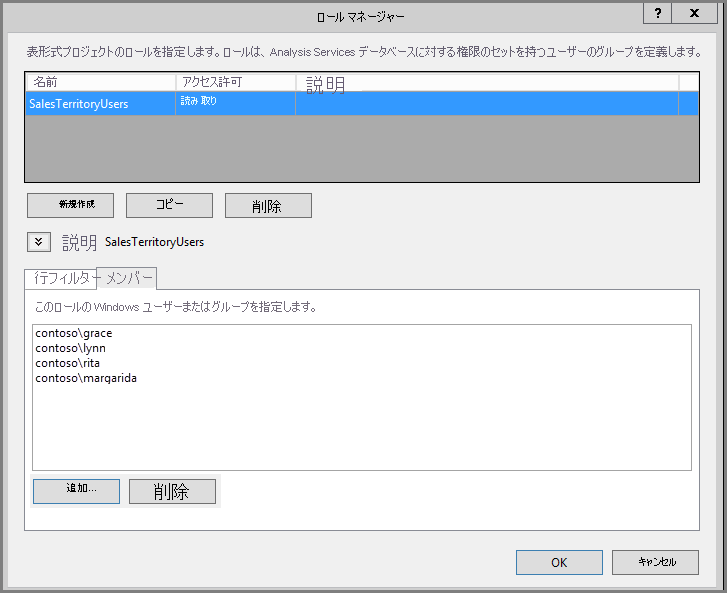 ロール マネージャー ? X
表形式プロジェクトのロールを指定します。ロールは、Analysis Services データベースに対する権限のセットを持つユーザーのグループを定義します。
名前 アクセス許可 説明
SalesTerritoryUsers 読み取り
新規作成 コピー 削除
説明 SalesTerritoryUsers
行フィルター メンバー
このロールの Windows ユーザーまたはグループを指定します。
contoso\grace
contoso\lynn
contoso\rita
contoso\margarida
追加... 削除
OK キャンセル